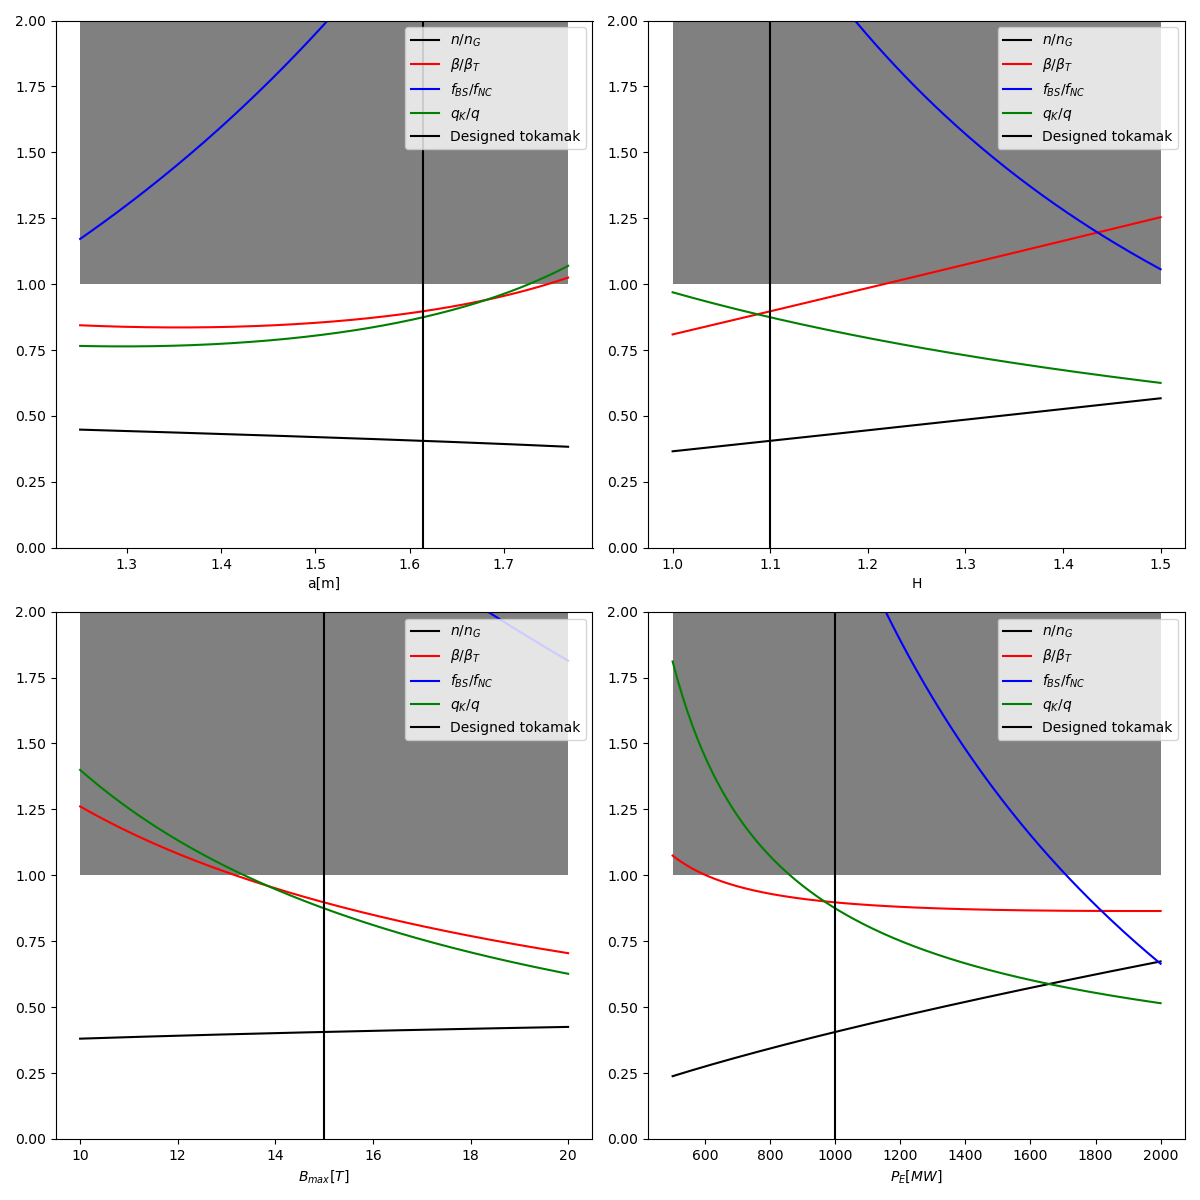 2.00
1.75
1.50
1.25
1.00
0.75
0.50
0.25
0.00
n/n_G
β/β_T
f_BS/f_NC
q_K/q
Designed tokamak
1.3 1.4 1.5 1.6 1.7
a[m]
2.00
1.75
1.50
1.25
1.00
0.75
0.50
0.25
0.00
n/n_G
β/β_T
f_BS/f_NC
q_K/q
Designed tokamak
1.0 1.1 1.2 1.3 1.4 1.5
H
2.00
1.75
1.50
1.25
1.00
0.75
0.50
0.25
0.00
n/n_G
β/β_T
f_BS/f_NC
q_K/q
Designed tokamak
10 12 14 16 18 20
B_max[T]
2.00
1.75
1.50
1.25
1.00
0.75
0.50
0.25
0.00
n/n_G
β/β_T
f_BS/f_NC
q_K/q
Designed tokamak
600 800 1000 1200 1400 1600 1800 2000
P_E[MW]